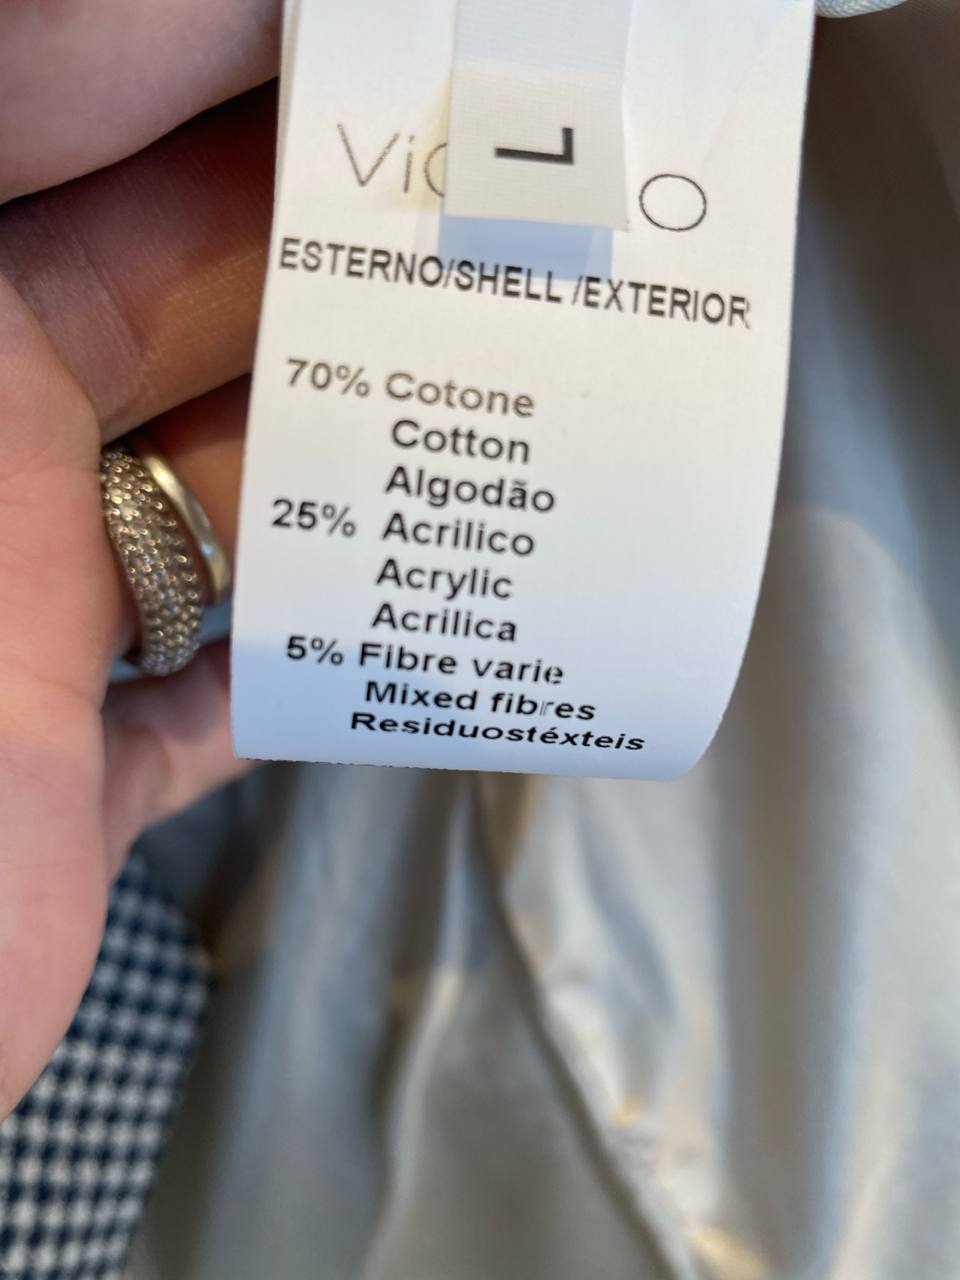 L
ESTERNO/SHELL /EXTERIOR
70% Cotone
Cotton
Algodão
25% Acrilico
Acrylic
Acrilica
5% Fibre varie
Mixed fibres
Residuostéxteis